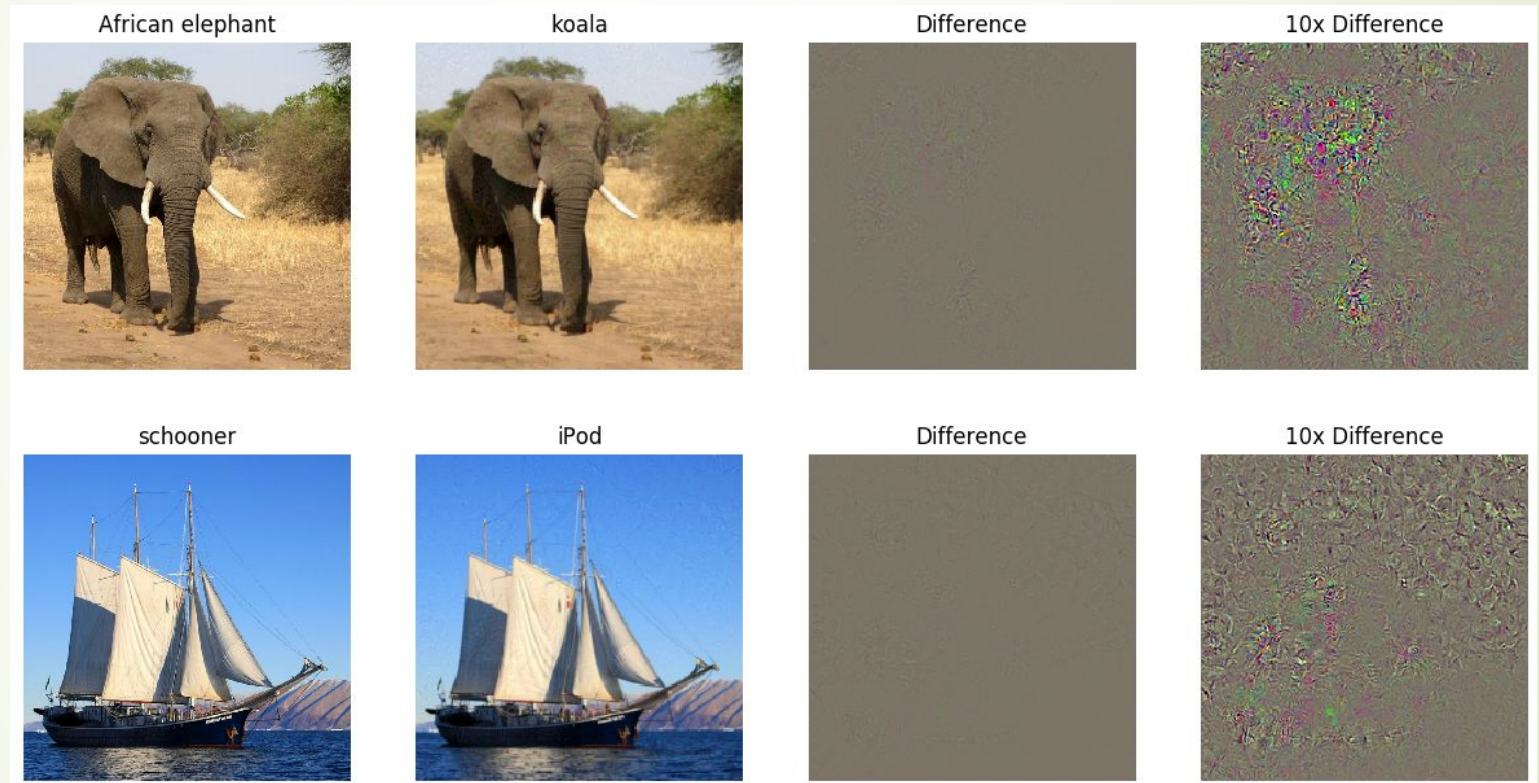 African elephant
koala
Difference
10x Difference
schooner
iPod
Difference
10x Difference